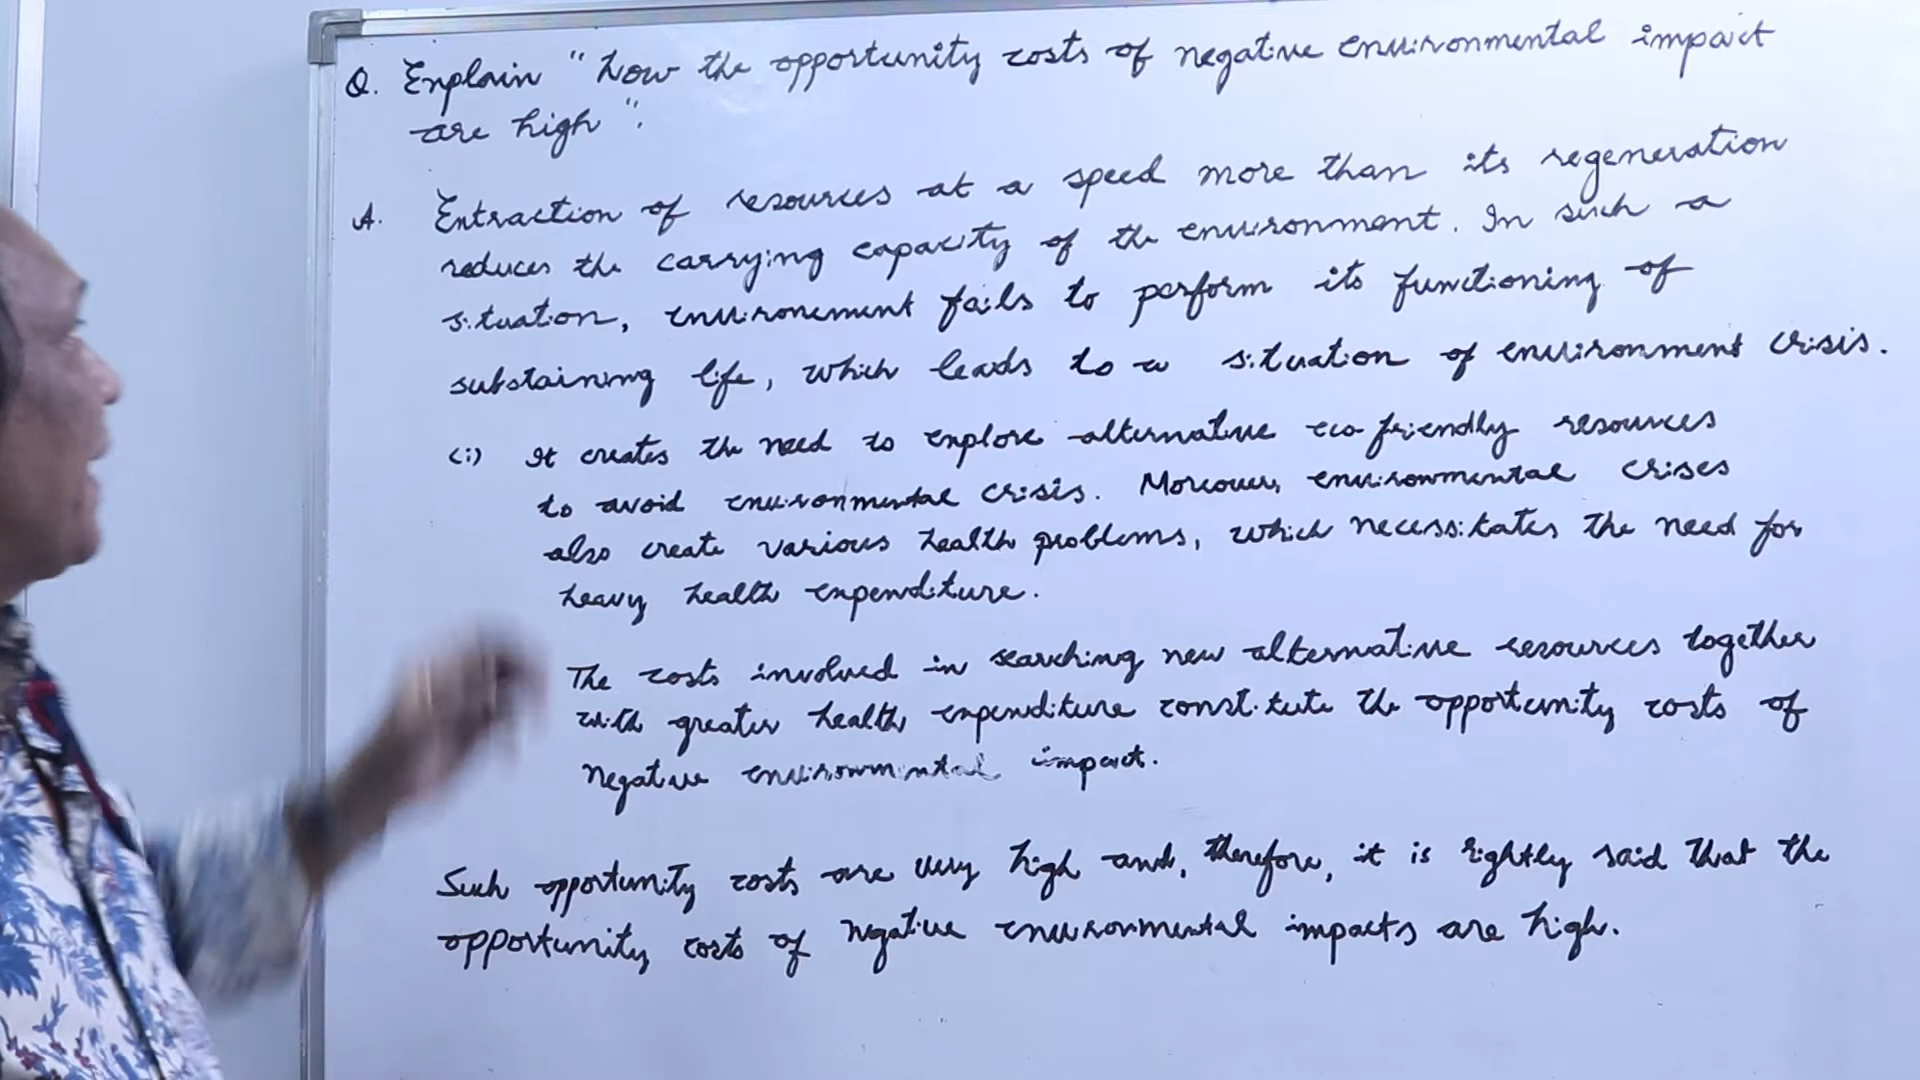 Q. Explain "how the opportunity costs of negative environmental impact
are high".
A. Extraction of resources at a speed more than its regeneration
reduces the carrying capacity of the environment. In such a
situation, environement fails to perform its functioning of
substaining life, which leads to a situation of environment crisis.
(i) It creates the need to explore alternative eco friendly resources
to avoid environmental crisis. Moreover, environmental crises
also create various health problems, which necessitates the need for
heavy health expenditure.
The costs involved in searching new alternative resources together
with greater health expenditure constitute the opportunity costs of
negative environmental impact.
Such opportunity costs are very high and, therefore, it is rightly said that the
opportunity costs of negative environmental impacts are high.